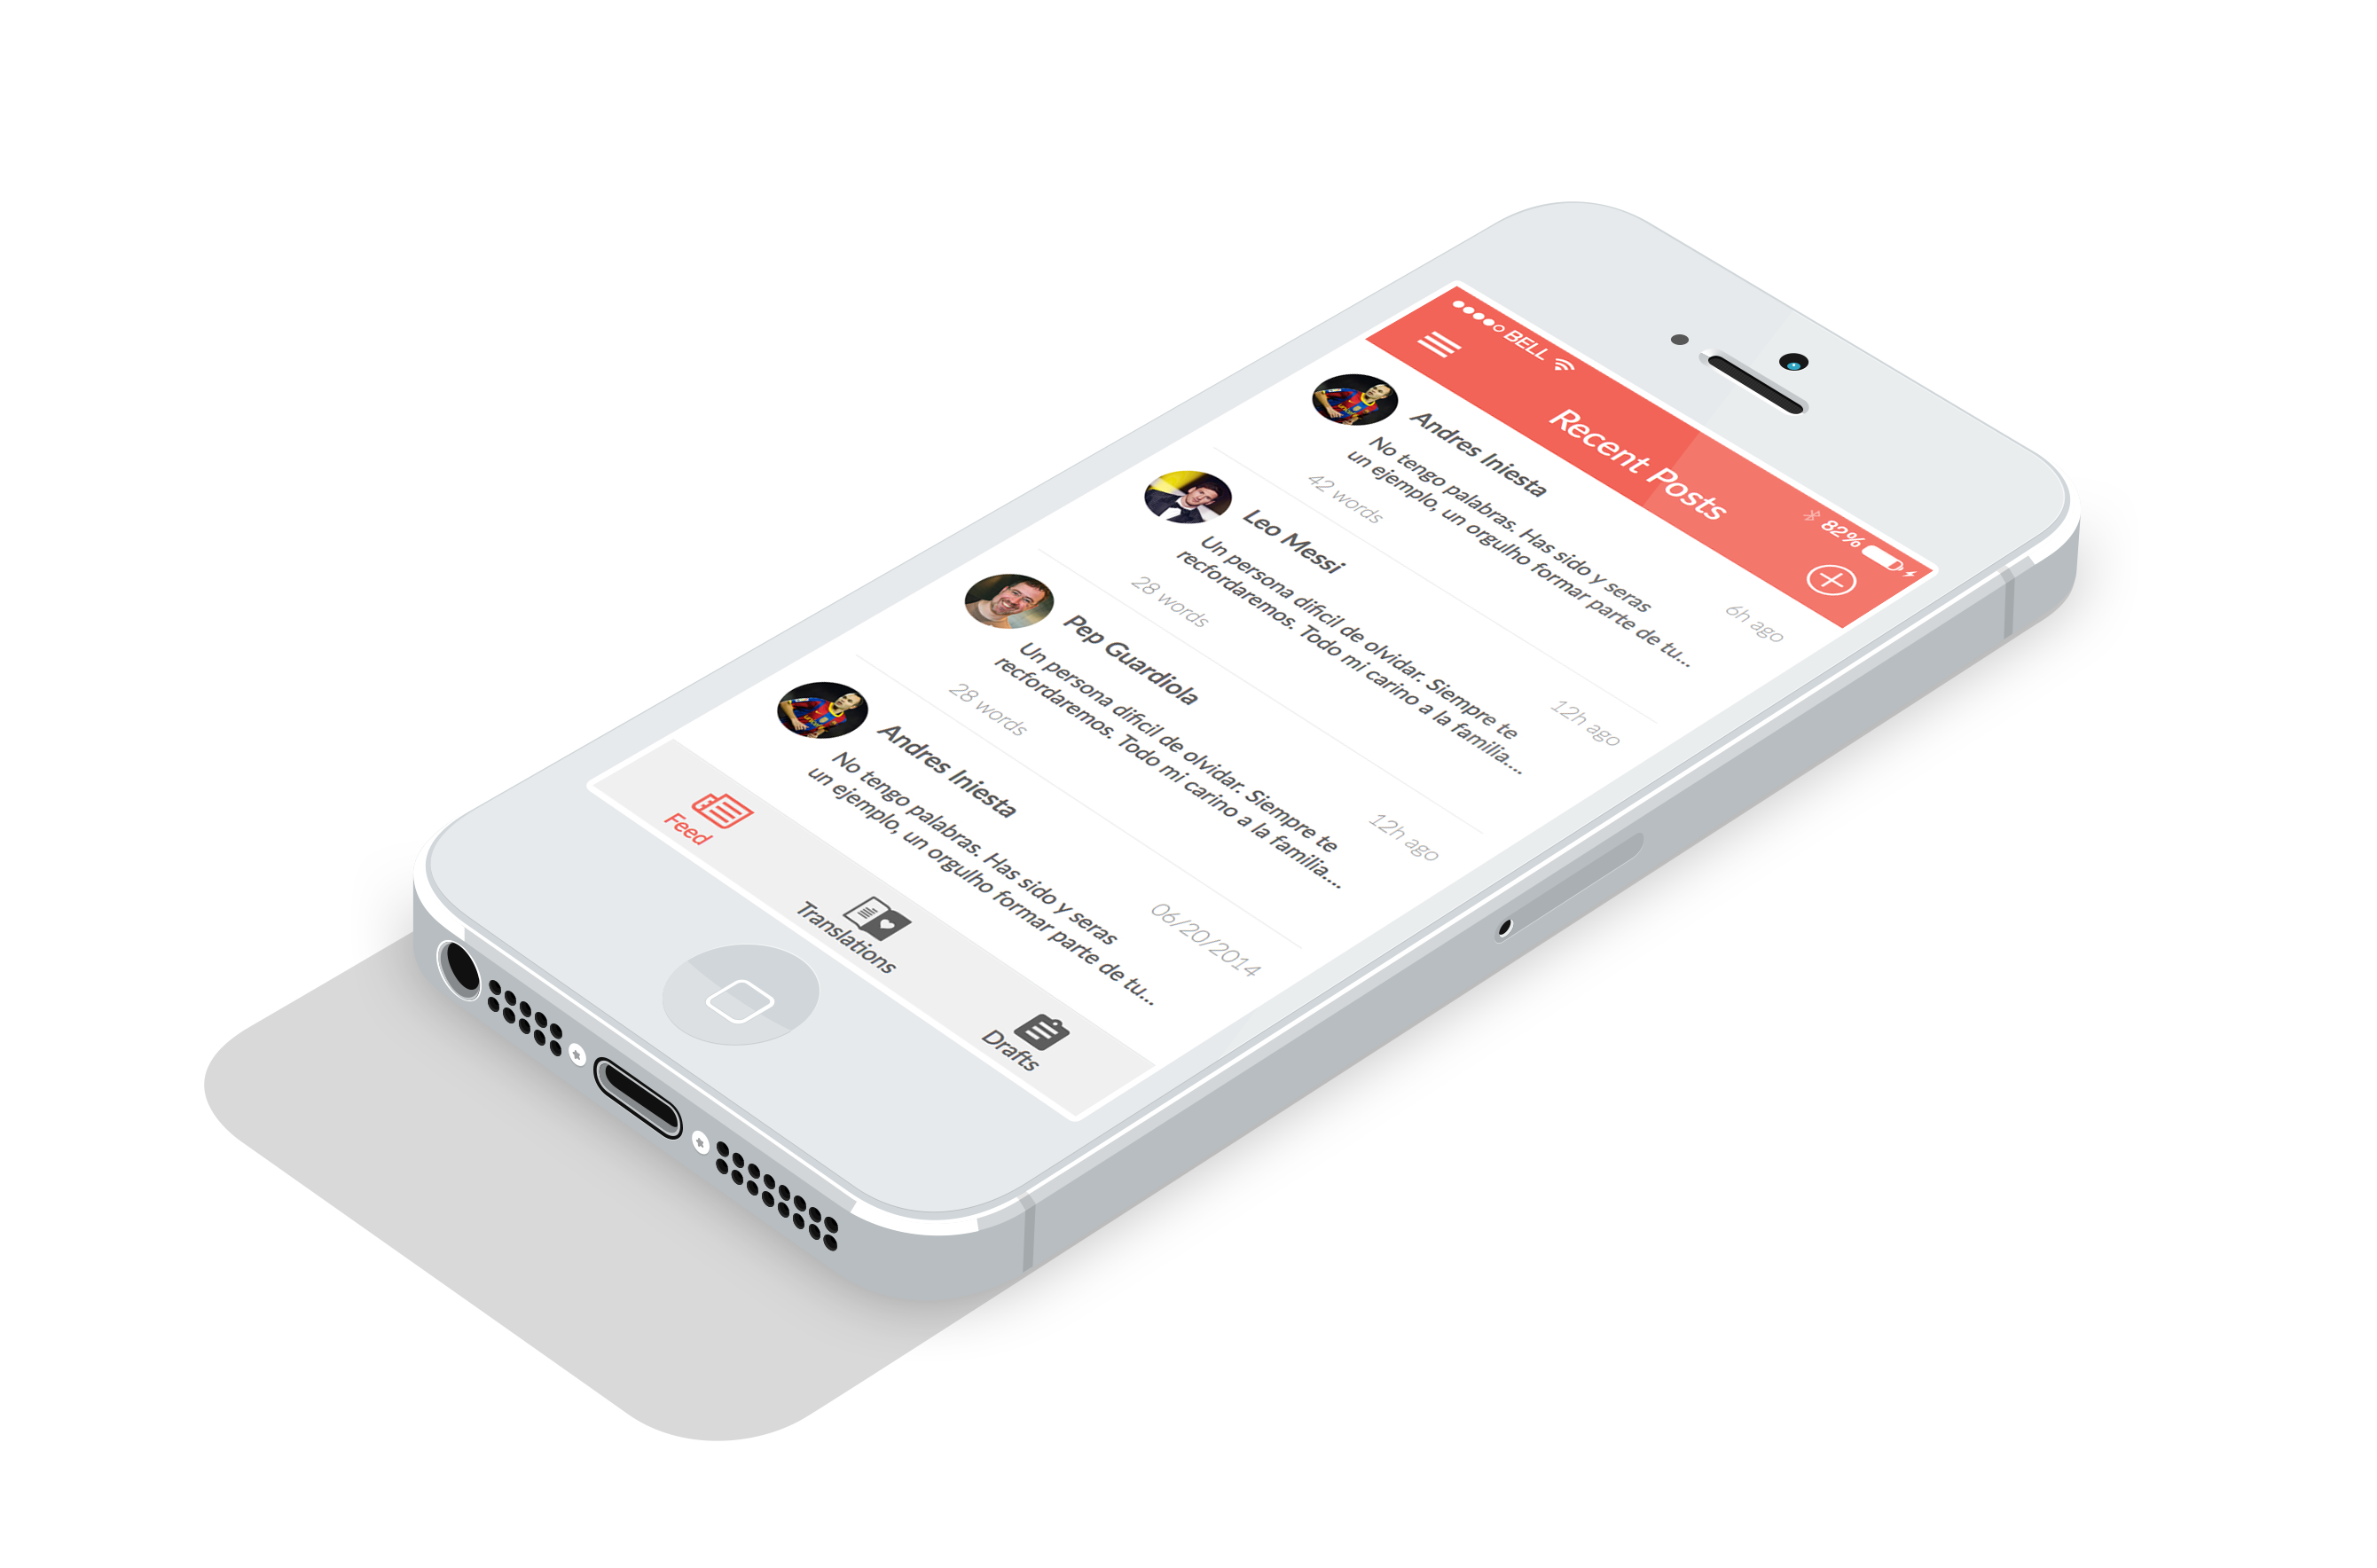 BELL
82%
Recent Posts
Andres Iniesta
6h ago
No tengo palabras. Has sido y seras
un ejemplo, un orgulho formar parte de tu...
42 words
Leo Messi
12h ago
Un persona dificil de olvidar. Siempre te
recfordaremos. Todo mi carino a la familia....
28 words
Pep Guardiola
12h ago
Un persona dificil de olvidar. Siempre te
recfordaremos. Todo mi carino a la familia....
28 words
Andres Iniesta
06/20/2014
No tengo palabras. Has sido y seras
un ejemplo, un orgulho formar parte de tu...
Feed
Translations
Drafts